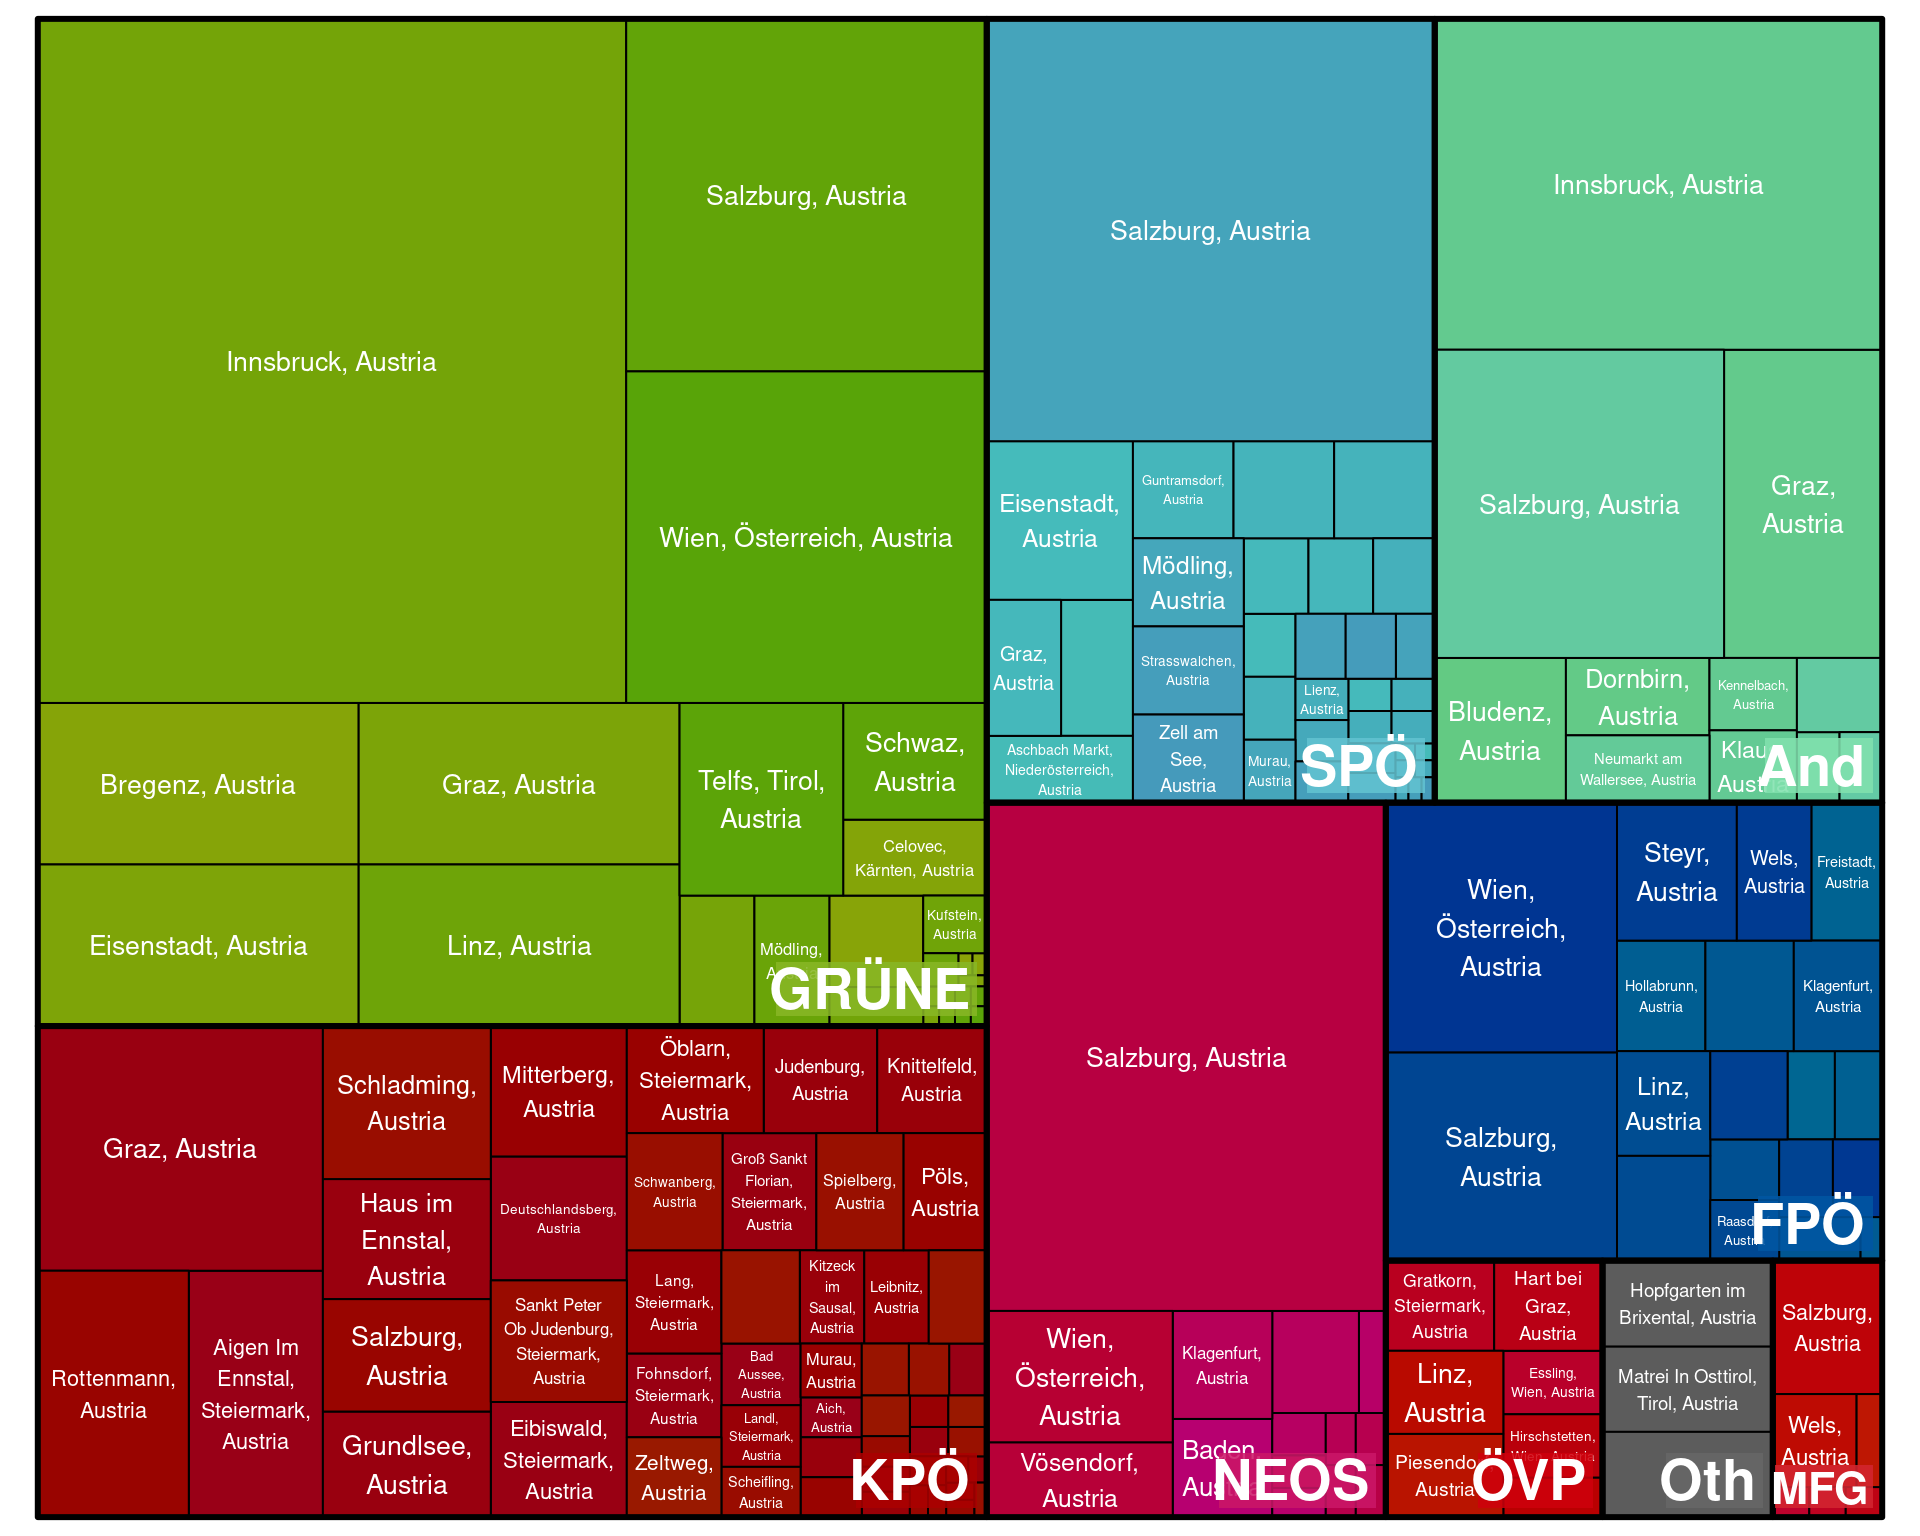 Innsbruck, Austria
Salzburg, Austria
Wien, Österreich, Austria
Bregenz, Austria
Graz, Austria
Eisenstadt, Austria
Linz, Austria
Telfs, Tirol,
Austria
Schwaz,
Austria
Celovec,
Kärnten, Austria
Mödling,
Kufstein,
Austria
GRÜNE
Salzburg, Austria
Eisenstadt,
Austria
Guntramsdorf,
Austria
Mödling,
Austria
Graz,
Austria
Strasswalchen,
Austria
Aschbach Markt,
Niederösterreich,
Austria
Zell am
See,
Austria
Lienz,
Austria
Murau,
Austria
SPÖ
Innsbruck, Austria
Salzburg, Austria
Graz,
Austria
Bludenz,
Austria
Dornbirn,
Austria
Neumarkt am
Wallersee, Austria
Kennelbach,
Austria
Klau
Aust
And
Graz, Austria
Rottenmann,
Austria
Aigen Im
Ennstal,
Steiermark,
Austria
Schladming,
Austria
Haus im
Ennstal,
Austria
Salzburg,
Austria
Grundlsee,
Austria
Mitterberg,
Austria
Deutschlandsberg,
Austria
Sankt Peter
Ob Judenburg,
Steiermark,
Austria
Eibiswald,
Steiermark,
Austria
Öblarn,
Steiermark,
Austria
Judenburg,
Austria
Knittelfeld,
Austria
Schwanberg,
Austria
Groß Sankt
Florian,
Steiermark,
Austria
Spielberg,
Austria
Pöls,
Austria
Lang,
Steiermark,
Austria
Kitzeck
im
Sausal,
Austria
Leibnitz,
Austria
Fohnsdorf,
Steiermark,
Austria
Bad
Aussee,
Austria
Murau,
Austria
Aich,
Austria
Landl,
Steiermark,
Austria
Zeltweg,
Austria
Scheifling,
Austria
KPÖ
Salzburg, Austria
Wien,
Österreich,
Austria
Vösendorf,
Austria
Klagenfurt,
Austria
Baden,
Aus
NEOS
Wien,
Österreich,
Austria
Salzburg,
Austria
Steyr,
Austria
Wels,
Austria
Freistadt,
Austria
Hollabrunn,
Austria
Klagenfurt,
Austria
Linz,
Austria
Raasd
Austr
FPÖ
Gratkorn,
Steiermark,
Austria
Hart bei
Graz,
Austria
Linz,
Austria
Essling,
Wien, Austria
Hirschstetten,
Wien, Austria
Piesendo
Austria
ÖVP
Hopfgarten im
Brixental, Austria
Matrei In Osttirol,
Tirol, Austria
Oth
Salzburg,
Austria
Wels,
Austria
MFG